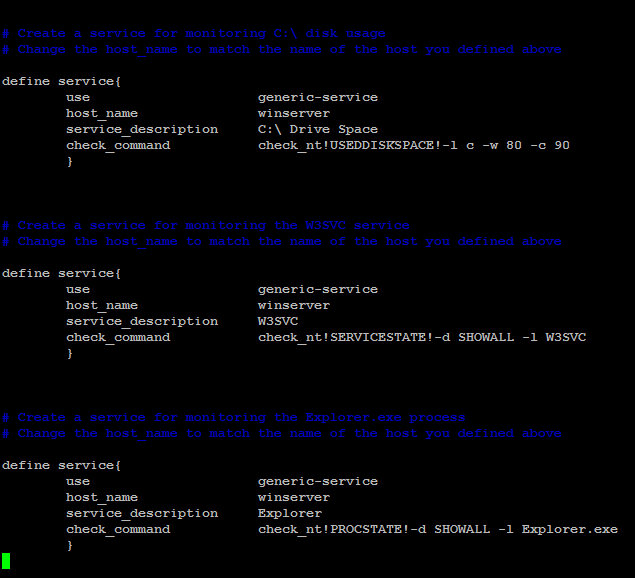 # Create a service for monitoring C:\ disk usage
# Change the host_name to match the name of the host you defined above
define service{
use generic-service
host_name winserver
service_description C:\ Drive Space
check_command check_nt!USEDDISKSPACE!-l c -w 80 -c 90
}
# Create a service for monitoring the W3SVC service
# Change the host_name to match the name of the host you defined above
define service{
use generic-service
host_name winserver
service_description W3SVC
check_command check_nt!SERVICESTATE!-d SHOWALL -l W3SVC
}
# Create a service for monitoring the Explorer.exe process
# Change the host_name to match the name of the host you defined above
define service{
use generic-service
host_name winserver
service_description Explorer
check_command check_nt!PROCSTATE!-d SHOWALL -l Explorer.exe
}